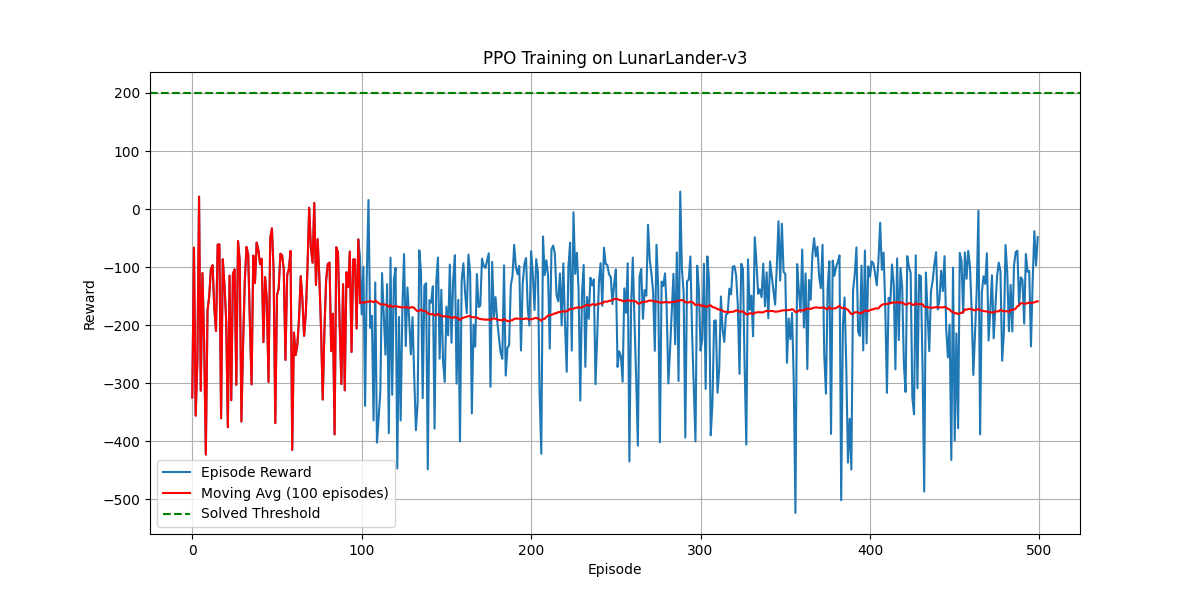 PPO Training on LunarLander-v3
Reward
200
100
0
−100
−200
−300
−400
−500
Episode Reward
Moving Avg (100 episodes)
Solved Threshold
0
100
200
300
400
500
Episode